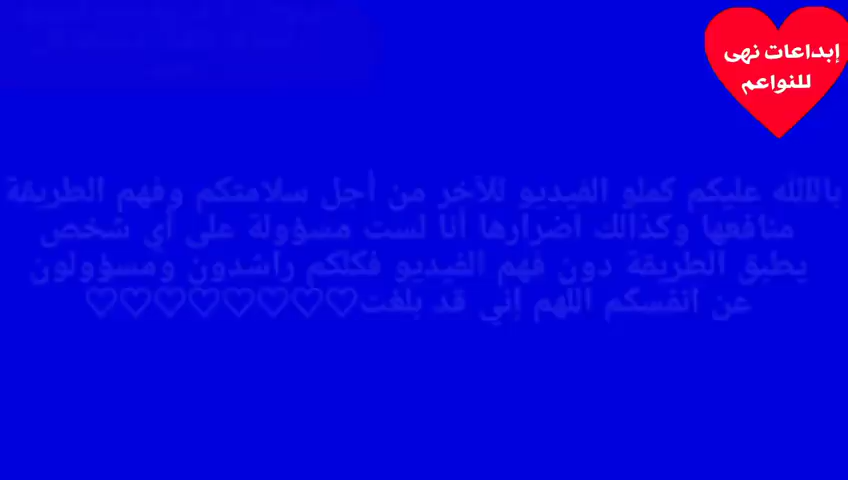 إبداعات نهى
للنواعم
بالله عليكم كملو الفيديو للآخر من أجل سلامتكم وفهم الطريقة
منافعها وكذالك اضرارها أنا لست مسؤولة على أي شخص
يطبق الطريقة دون فهم الفيديو فكلكم راشدون ومسؤولون
عن انفسكم اللهم إني قد بلغت♡♡♡♡♡♡♡♡